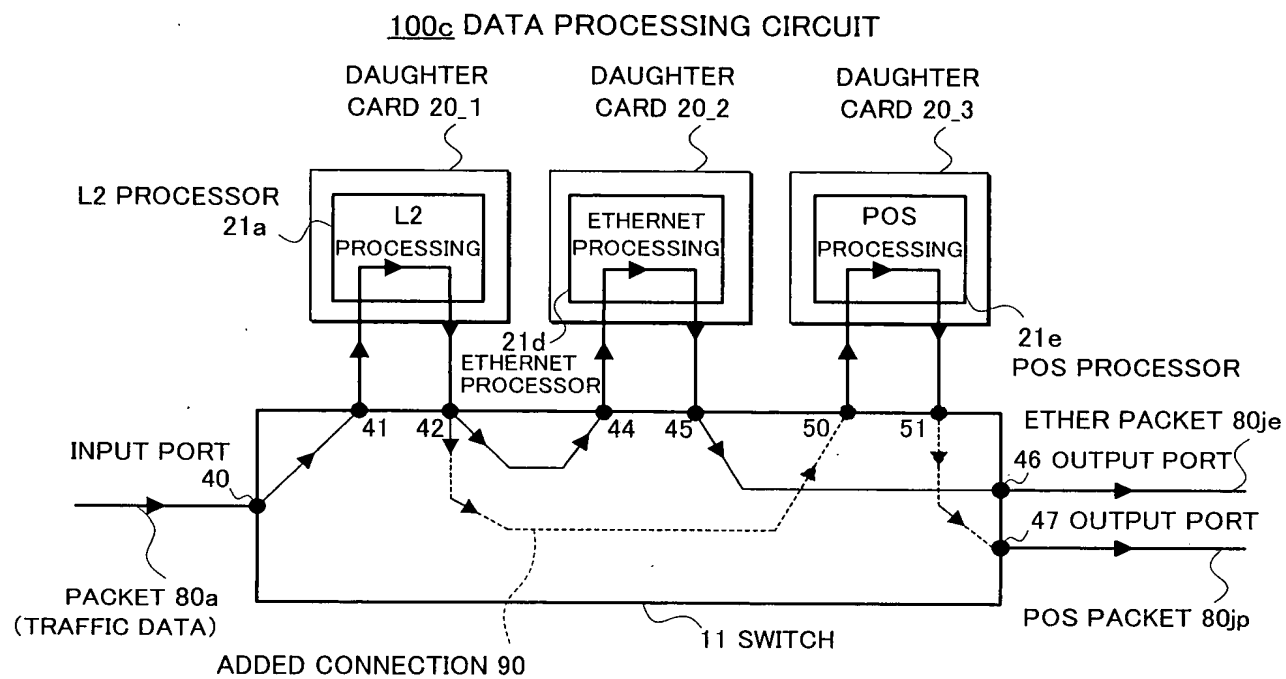 100c DATA PROCESSING CIRCUIT
DAUGHTER
CARD 20_1
DAUGHTER
CARD 20_2
DAUGHTER
CARD 20_3
L2 PROCESSOR
21a
L2
PROCESSING
ETHERNET
PROCESSING
POS
PROCESSING
21d
ETHERNET
PROCESSOR
21e
POS PROCESSOR
41
42
44
45
50
51
INPUT PORT
40
ETHER PACKET 80je
46 OUTPUT PORT
47 OUTPUT PORT
PACKET 80a
(TRAFFIC DATA)
POS PACKET 80jp
11 SWITCH
ADDED CONNECTION 90